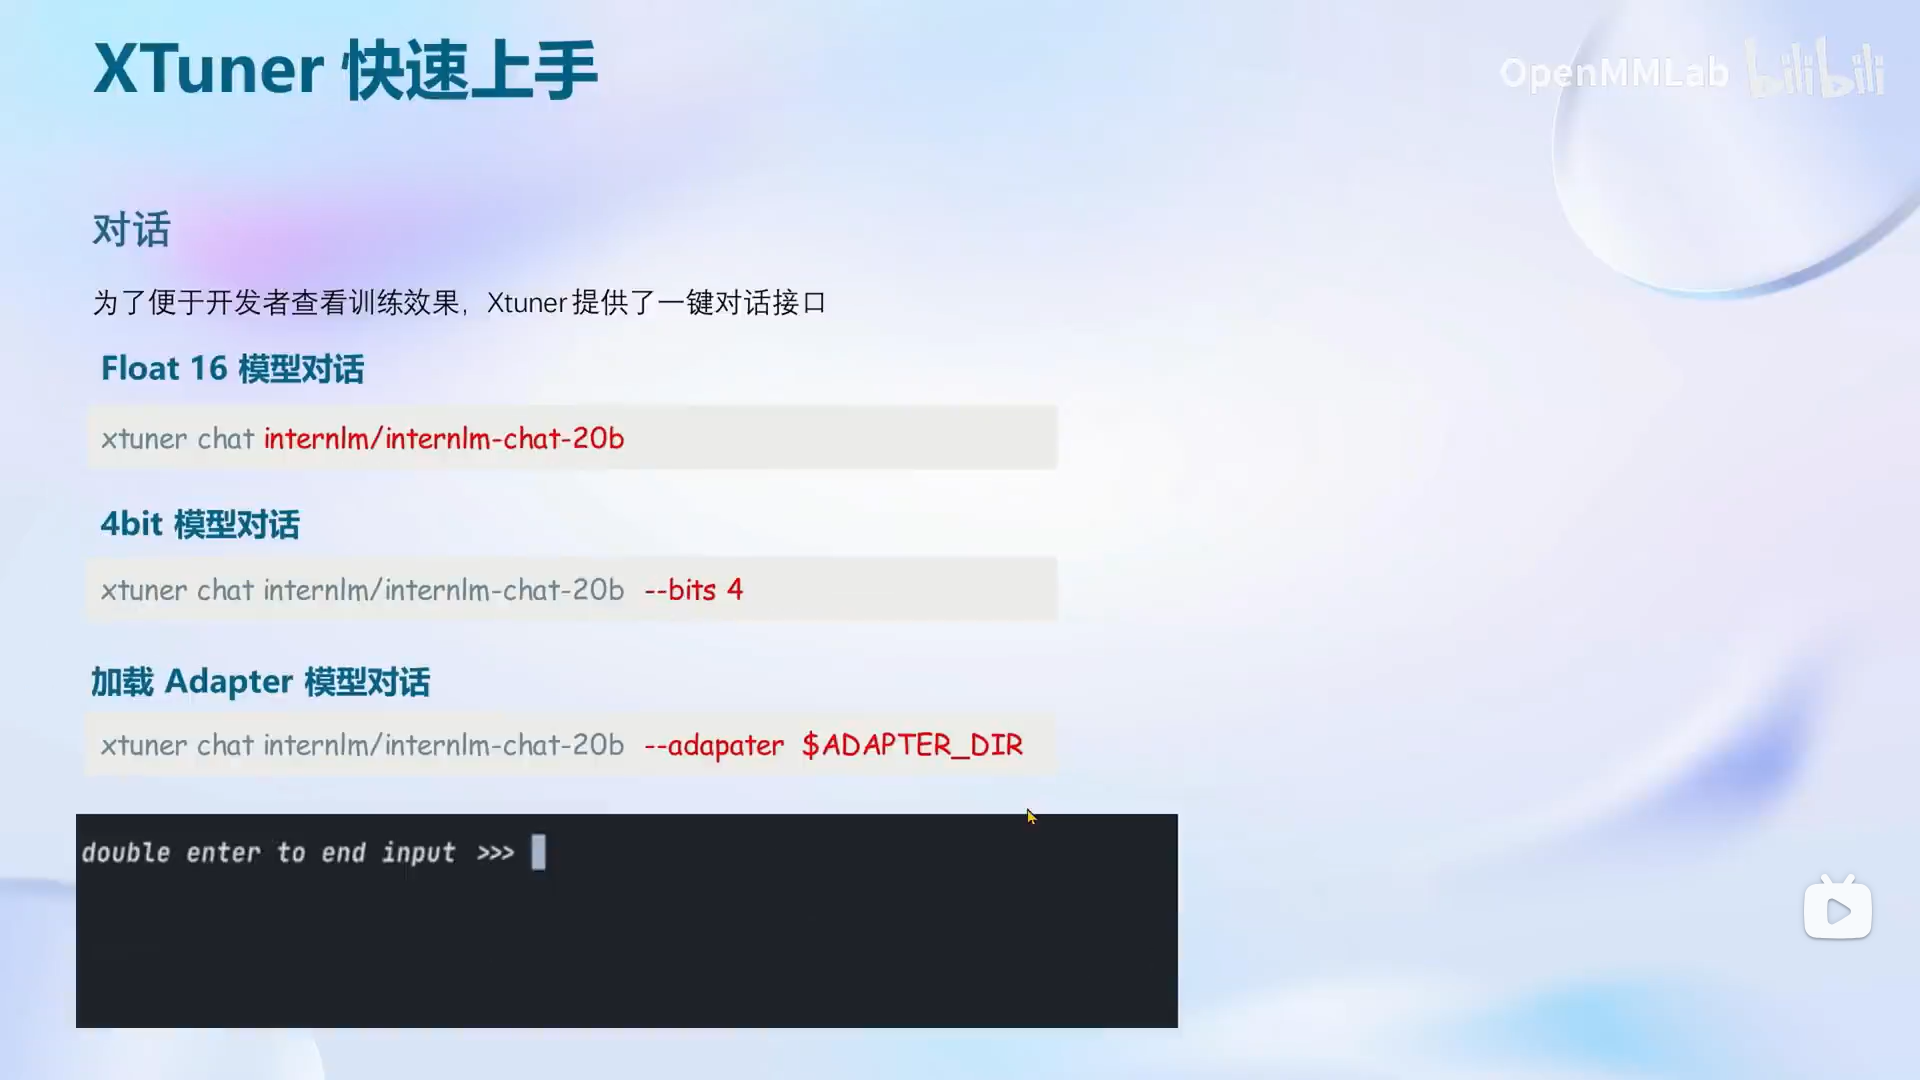 XTuner 快速上手
OpenMMLab bilibili
对话
为了便于开发者查看训练效果，Xtuner提供了一键对话接口
Float 16 模型对话
xtuner chat internlm/internlm-chat-20b
4bit 模型对话
xtuner chat internlm/internlm-chat-20b --bits 4
加载 Adapter 模型对话
xtuner chat internlm/internlm-chat-20b --adapater $ADAPTER_DIR
double enter to end input >>>